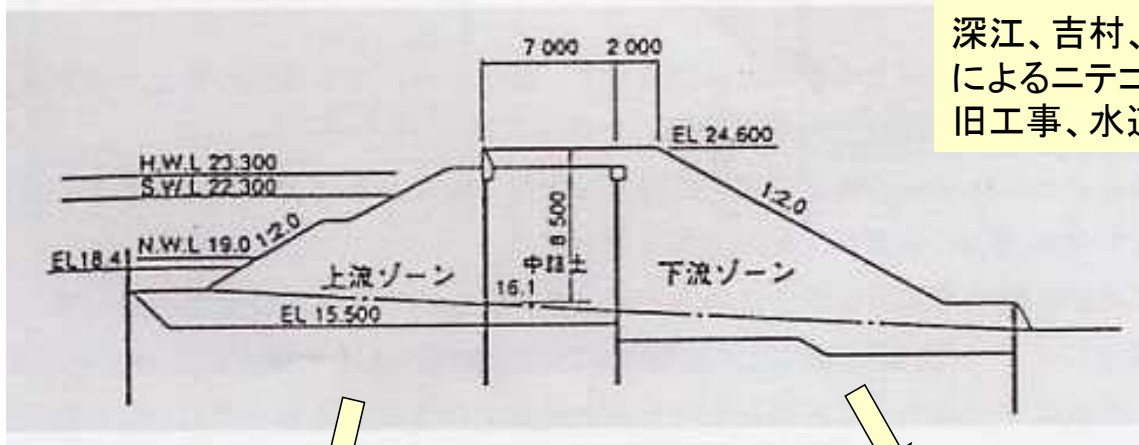 深江、吉村、
によるニテコ
旧工事、水辺
7 000 2 000
EL 24.600
H.W.L 23.300
S.W.L 22.300
N.W.L 19.0
1:2.0
EL18.41
1:2.0
8 500
中詰土
上流ゾーン
下流ゾーン
16.1
EL 15.500